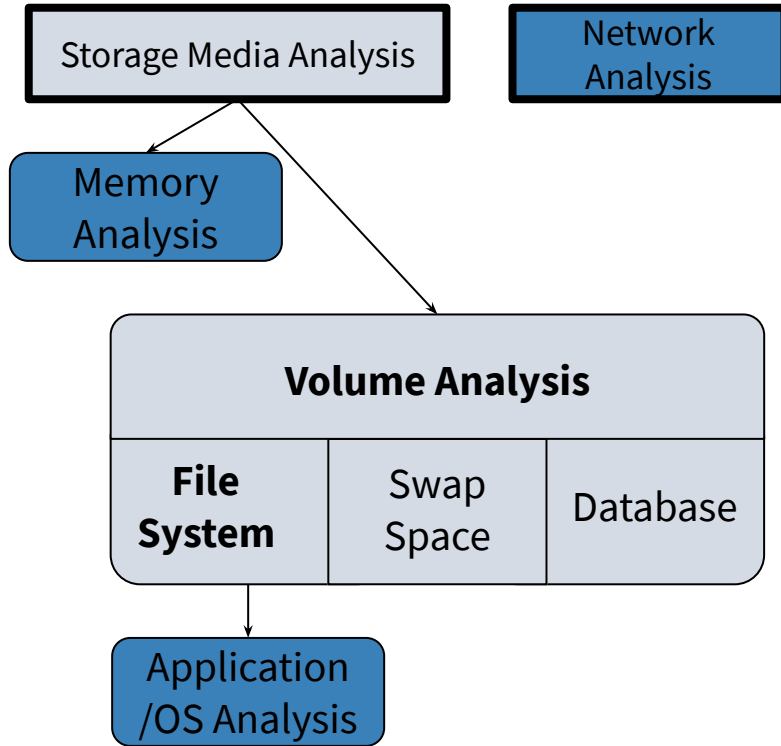 Storage Media Analysis
Network
Analysis
Memory
Analysis
Volume Analysis
File
System
Swap
Space
Database
Application
/OS Analysis